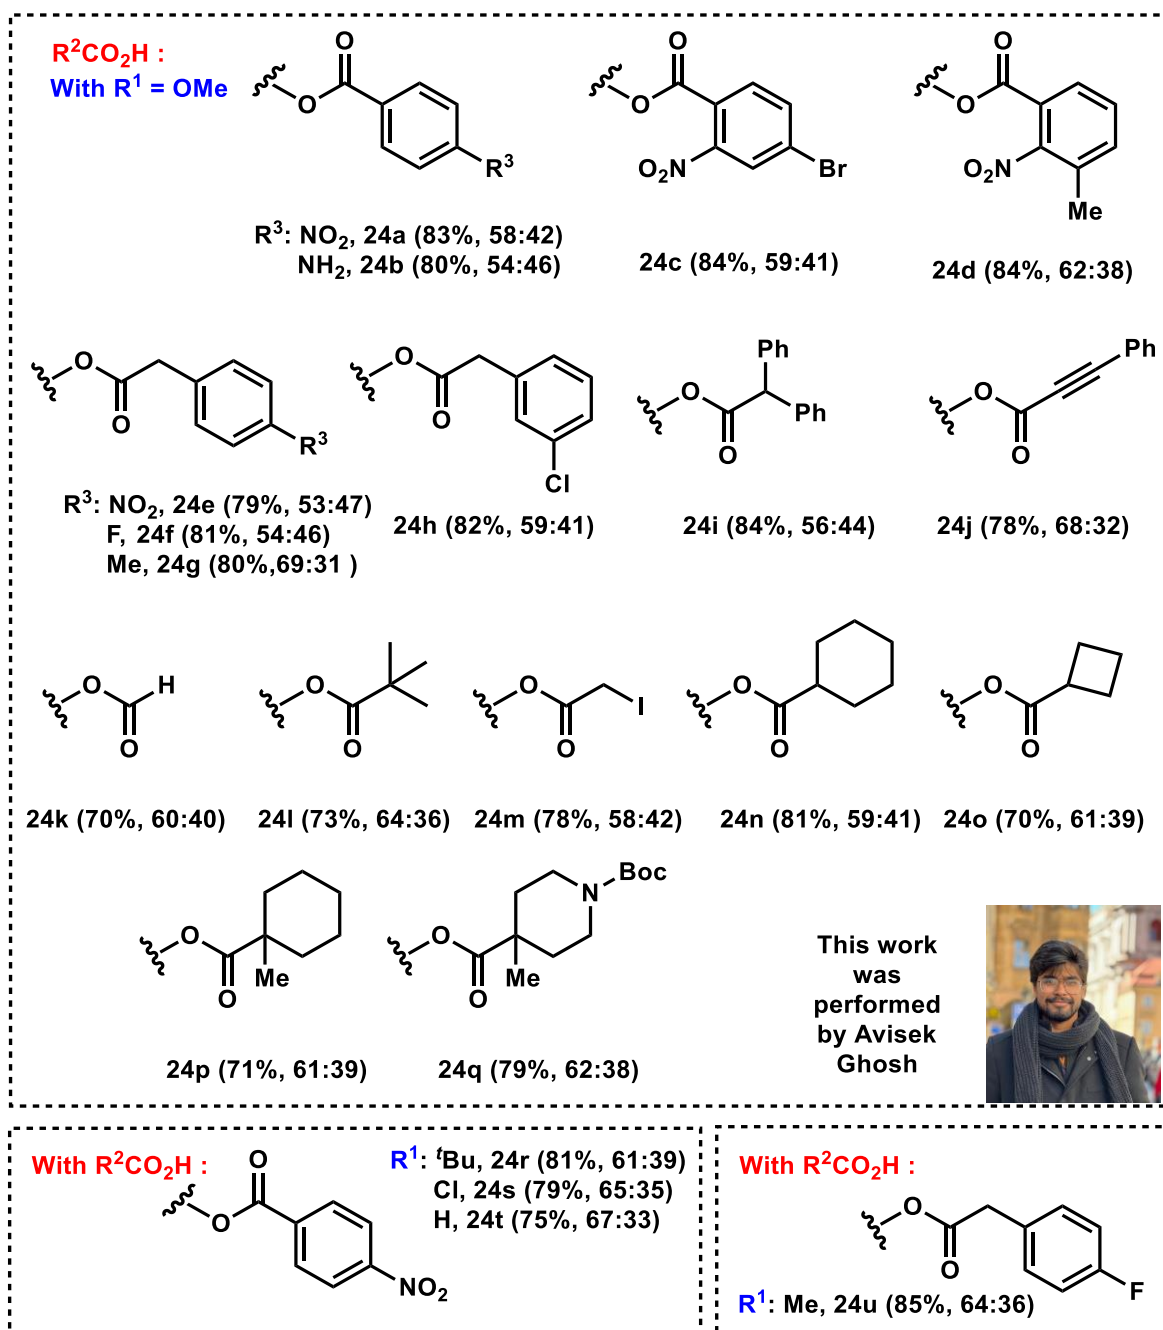 R²CO₂H :
With R¹ = OMe
O
O
R³
R³: NO₂, 24a (83%, 58:42)
NH₂, 24b (80%, 54:46)
O
O
O₂N
Br
24c (84%, 59:41)
O
O
O₂N
Me
24d (84%, 62:38)
O
O
R³
R³: NO₂, 24e (79%, 53:47)
F, 24f (81%, 54:46)
Me, 24g (80%,69:31 )
O
O
Cl
24h (82%, 59:41)
Ph
O
Ph
O
24i (84%, 56:44)
Ph
O
O
24j (78%, 68:32)
O
H
O
24k (70%, 60:40)
O
O
24l (73%, 64:36)
O
I
O
24m (78%, 58:42)
O
O
24n (81%, 59:41)
O
O
24o (70%, 61:39)
O
O
Me
24p (71%, 61:39)
N
Boc
O
O
Me
24q (79%, 62:38)
This work
was
performed
by Avisek
Ghosh
With R²CO₂H :
O
O
NO₂
R¹: ᵗBu, 24r (81%, 61:39)
Cl, 24s (79%, 65:35)
H, 24t (75%, 67:33)
With R²CO₂H :
O
O
F
R¹: Me, 24u (85%, 64:36)